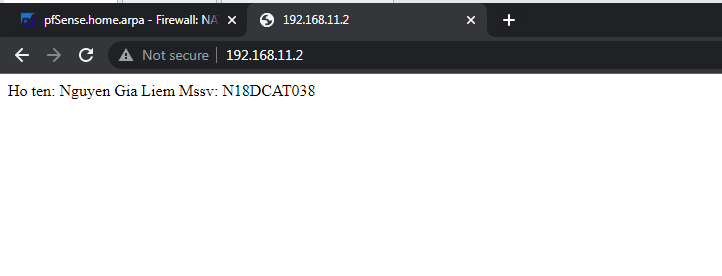 pfSense.home.arpa - Firewall: NA
192.168.11.2
Not secure 192.168.11.2
Ho ten: Nguyen Gia Liem Mssv: N18DCAT038